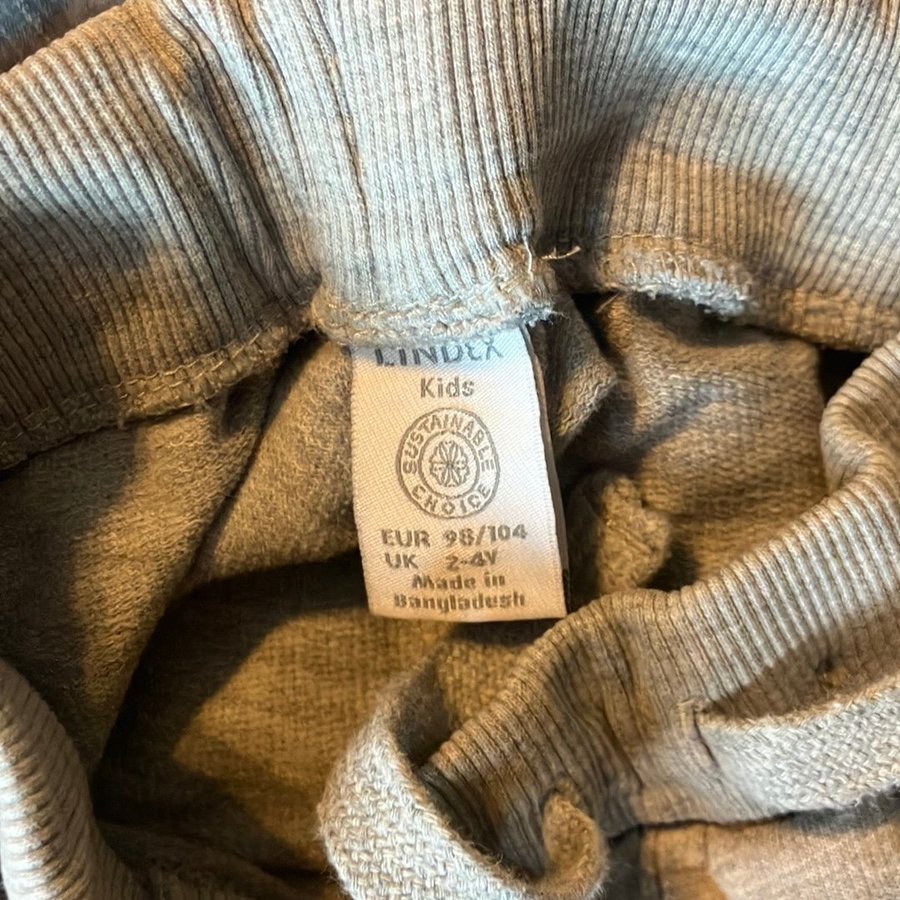 LINDEX
Kids
SUSTAINABLE
CHOICE
EUR 98/104
UK 2-4Y
Made in
Bangladesh